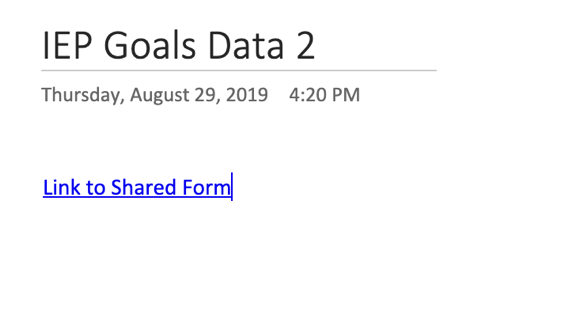 IEP Goals Data 2
Thursday, August 29, 2019 4:20 PM
Link to Shared Form